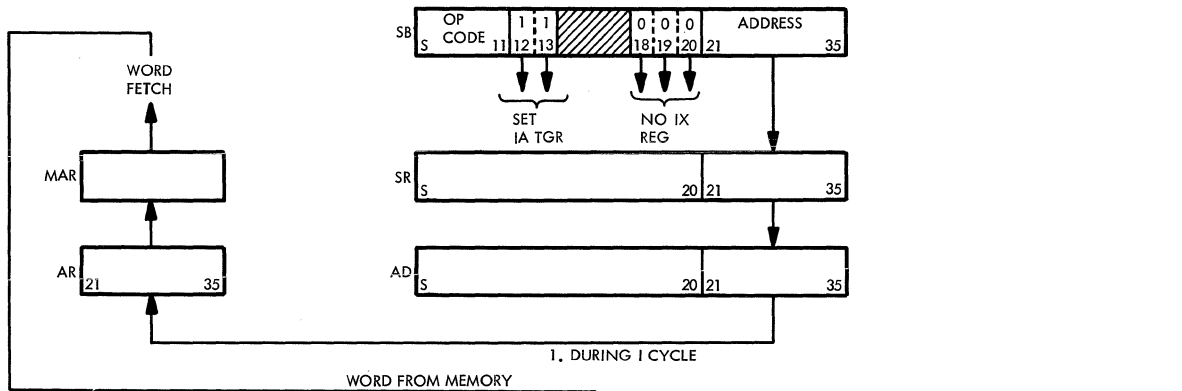 SB
OP
CODE
S
11
1 1
12 13
0 0 0
18 19 20
21
ADDRESS
35
WORD
FETCH
SET
IA TGR
NO IX
REG
MAR
SR
S
20
21
35
AR
21
35
AD
S
20
21
35
1. DURING I CYCLE
WORD FROM MEMORY